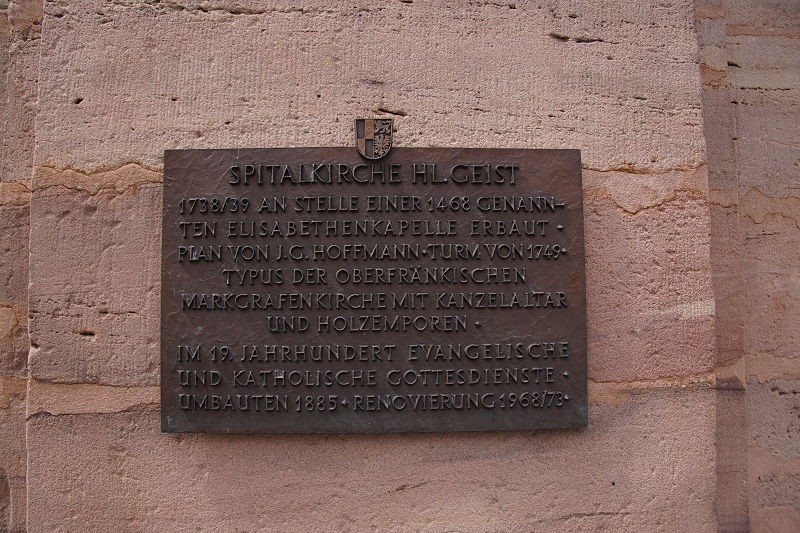 SPITALKIRCHE HL. GEIST
1738/39 AN STELLE EINER 1468 GENANN-
TEN ELISABETHENKAPELLE ERBAUT ·
PLAN VON J.G. HOFFMANN · TURM VON 1749 ·
TYPUS DER OBERFRÄNKISCHEN
MARKGRAFENKIRCHE MIT KANZELALTAR
UND HOLZEMPOREN ·
IM 19. JAHRHUNDERT EVANGELISCHE
UND KATHOLISCHE GOTTESDIENSTE ·
UMBAUTEN 1885 · RENOVIERUNG 1968/73 ·